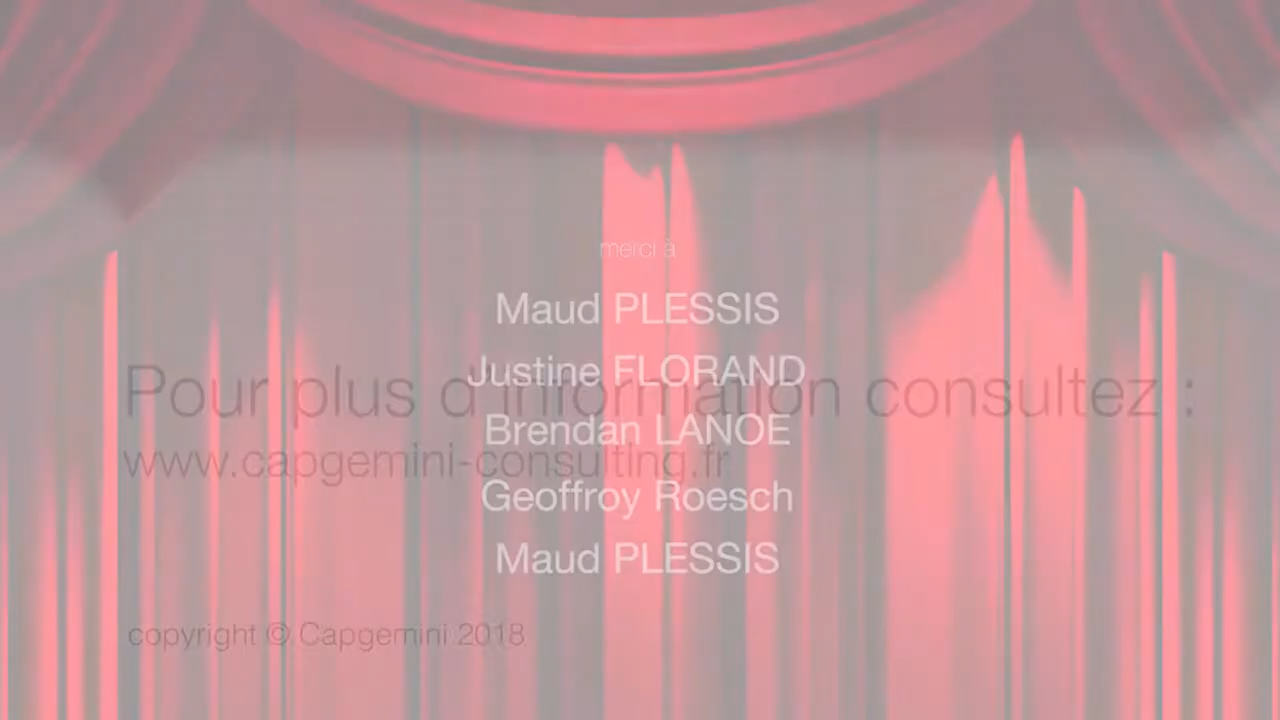 merci à
Maud PLESSIS
Justine FLORAND
Pour plus d'information consultez :
Brendan LANOE
www.capgemini-consulting.fr
Geoffroy Roesch
Maud PLESSIS
copyright © Capgemini 2018